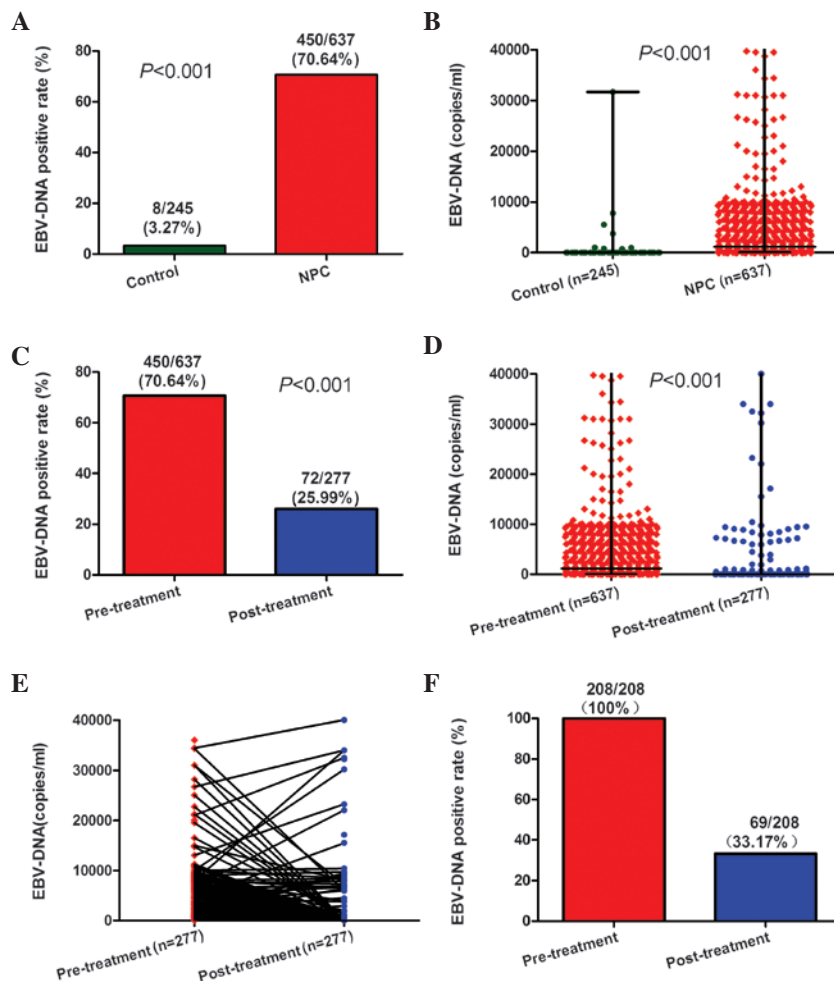 A
EBV-DNA positive rate (%)
80
60
40
20
0
P<0.001
450/637
(70.64%)
8/245
(3.27%)
Control
NPC
B
EBV-DNA (copies/ml)
40000
30000
20000
10000
0
P<0.001
Control (n=245)
NPC (n=637)
C
EBV-DNA positive rate (%)
80
60
40
20
0
450/637
(70.64%)
P<0.001
72/277
(25.99%)
Pre-treatment
Post-treatment
D
EBV-DNA (copies/ml)
40000
30000
20000
10000
0
P<0.001
Pre-treatment (n=637)
Post-treatment (n=277)
E
EBV-DNA(copies/ml)
40000
30000
20000
10000
0
Pre-treatment (n=277)
Post-treatment (n=277)
F
EBV-DNA positive rate (%)
100
80
60
40
20
0
208/208
（100%）
69/208
(33.17%）
Pre-treatment
Post-treatment